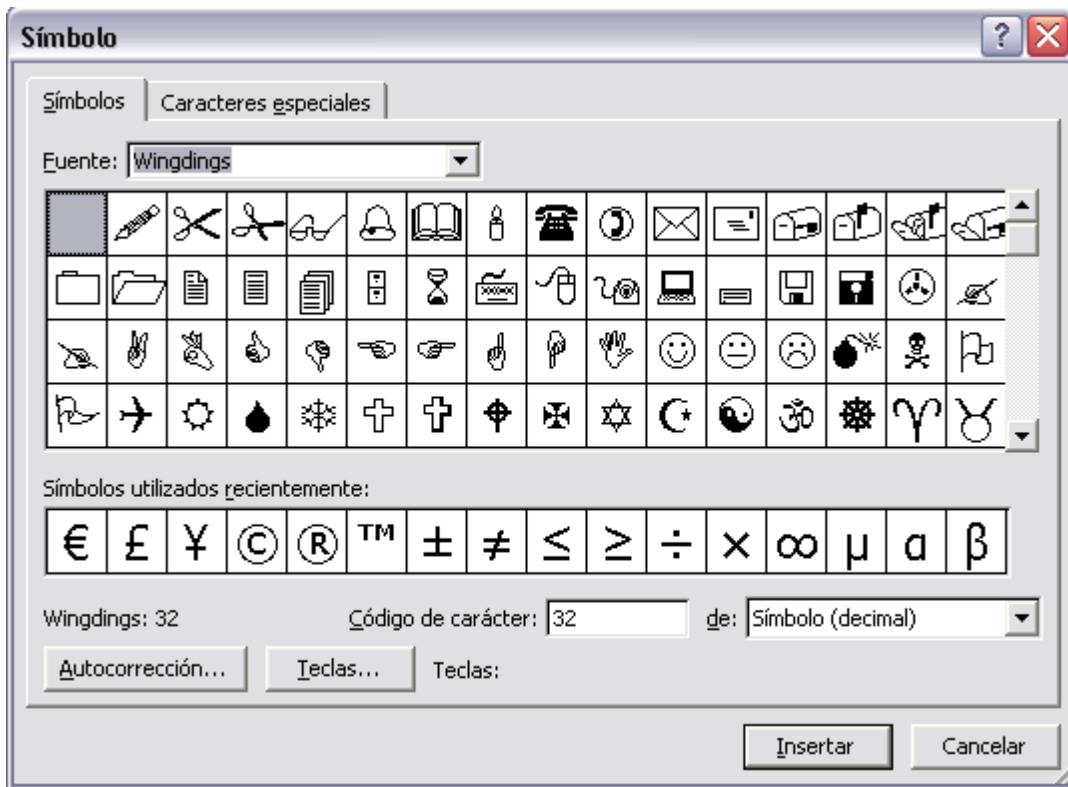 Símbolo
Símbolos Caracteres especiales
Fuente: Wingdings
Símbolos utilizados recientemente:
€ £ ¥ © ® ™ ± ≠ ≤ ≥ ÷ × ∞ µ α β
Wingdings: 32 Código de carácter: 32 de: Símbolo (decimal)
Autocorrección... Teclas... Teclas:
Insertar Cancelar